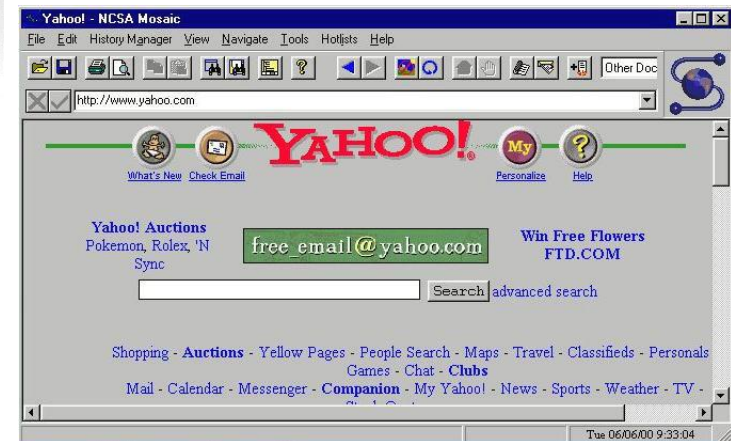 Yahoo! - NCSA Mosaic
File Edit History Manager View Navigate Tools Hotlists Help
Other Doc
http://www.yahoo.com
YAHOO!
My
What's New Check Email Personalize Help
Yahoo! Auctions
Pokemon, Rolex, 'N
Sync
free_email@yahoo.com
Win Free Flowers
FTD.COM
Search advanced search
Shopping - Auctions - Yellow Pages - People Search - Maps - Travel - Classifieds - Personals
Games - Chat - Clubs
Mail - Calendar - Messenger - Companion - My Yahoo! - News - Sports - Weather - TV -
Tue 06/06/00 9:33:04